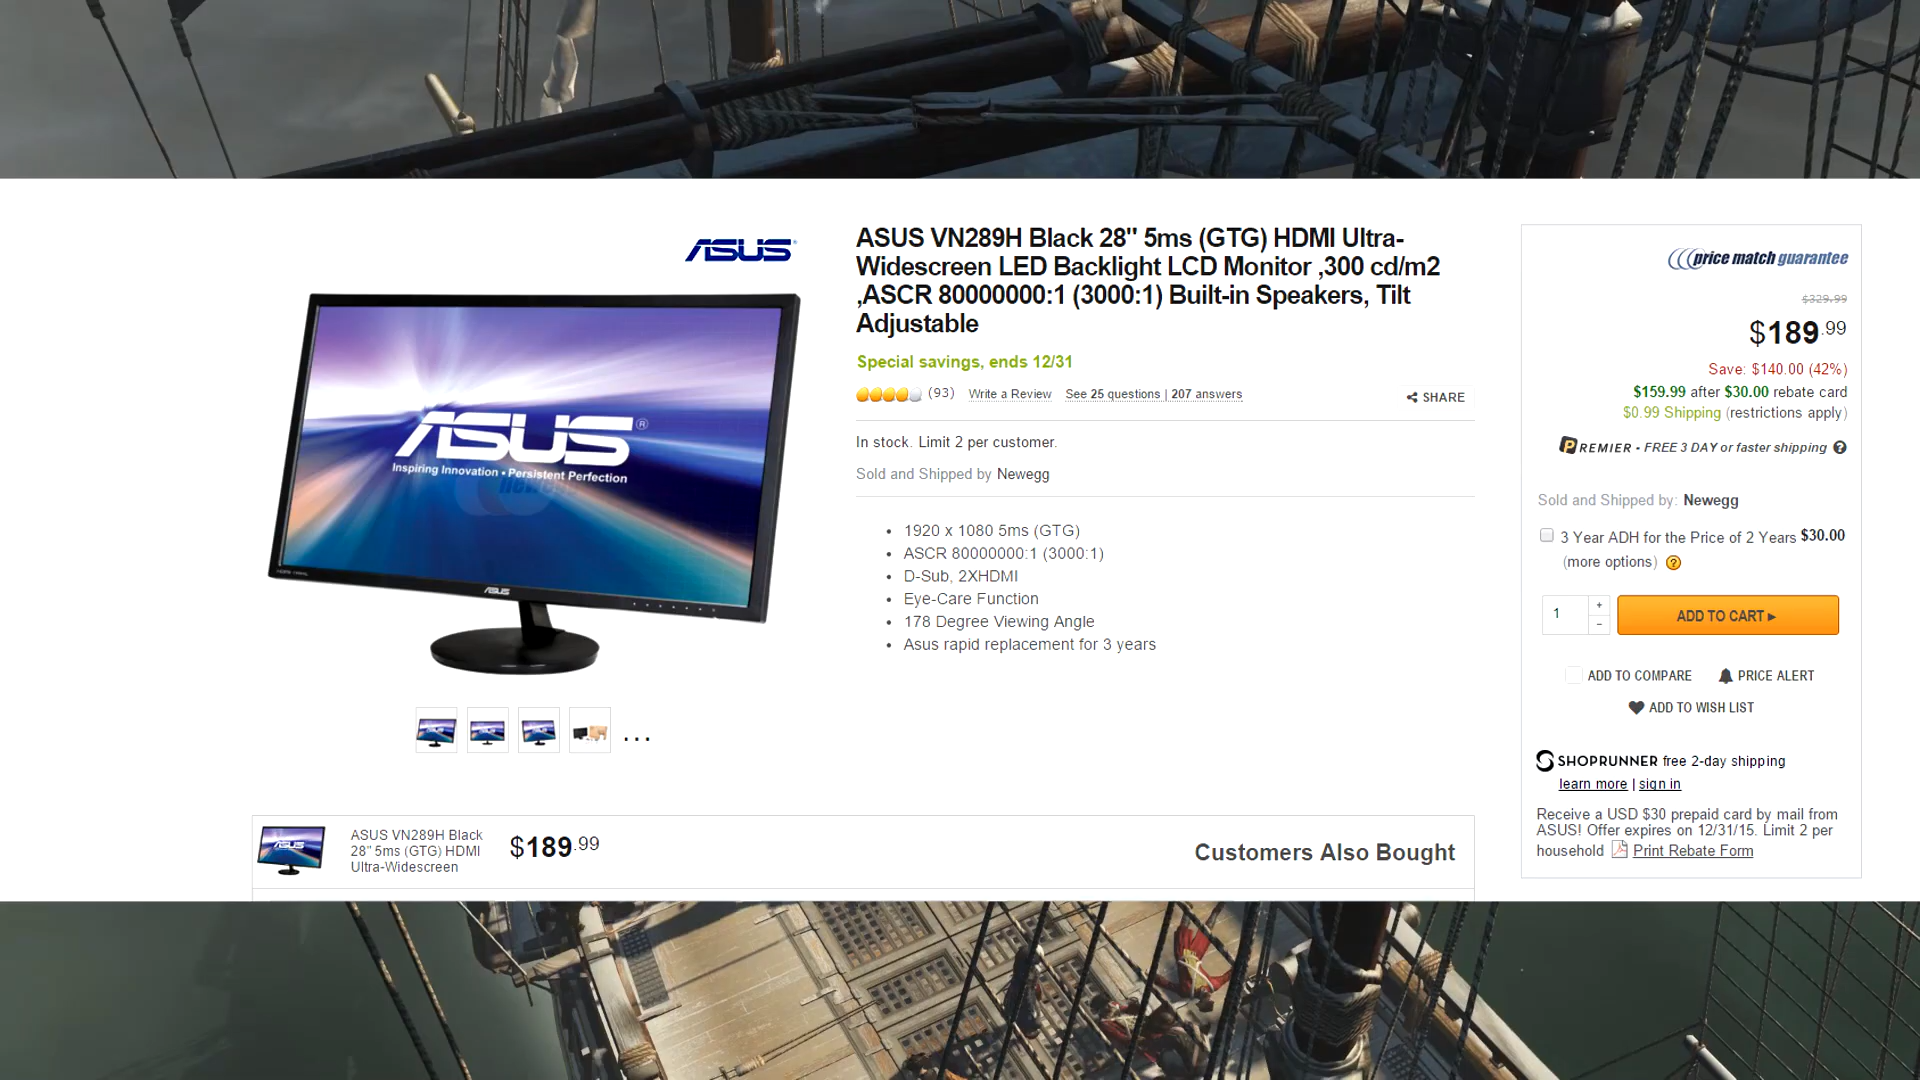 ASUS
ASUS VN289H Black 28" 5ms (GTG) HDMI Ultra-
Widescreen LED Backlight LCD Monitor ,300 cd/m2
,ASCR 80000000:1 (3000:1) Built-in Speakers, Tilt
Adjustable
Special savings, ends 12/31
(93) Write a Review See 25 questions | 207 answers
SHARE
In stock. Limit 2 per customer.
Sold and Shipped by Newegg
1920 x 1080 5ms (GTG)
ASCR 80000000:1 (3000:1)
D-Sub, 2XHDMI
Eye-Care Function
178 Degree Viewing Angle
Asus rapid replacement for 3 years
ASUS®
Inspiring Innovation • Persistent Perfection
ASUS
...
price match guarantee
$329.99
$189.99
Save: $140.00 (42%)
$159.99 after $30.00 rebate card
$0.99 Shipping (restrictions apply)
PREMIER • FREE 3 DAY or faster shipping ?
Sold and Shipped by: Newegg
3 Year ADH for the Price of 2 Years $30.00
(more options) ?
1 + -
ADD TO CART ▸
ADD TO COMPARE PRICE ALERT
ADD TO WISH LIST
SHOPRUNNER free 2-day shipping
learn more | sign in
Receive a USD $30 prepaid card by mail from
ASUS! Offer expires on 12/31/15. Limit 2 per
household Print Rebate Form
ASUS VN289H Black
28" 5ms (GTG) HDMI
Ultra-Widescreen
$189.99
Customers Also Bought